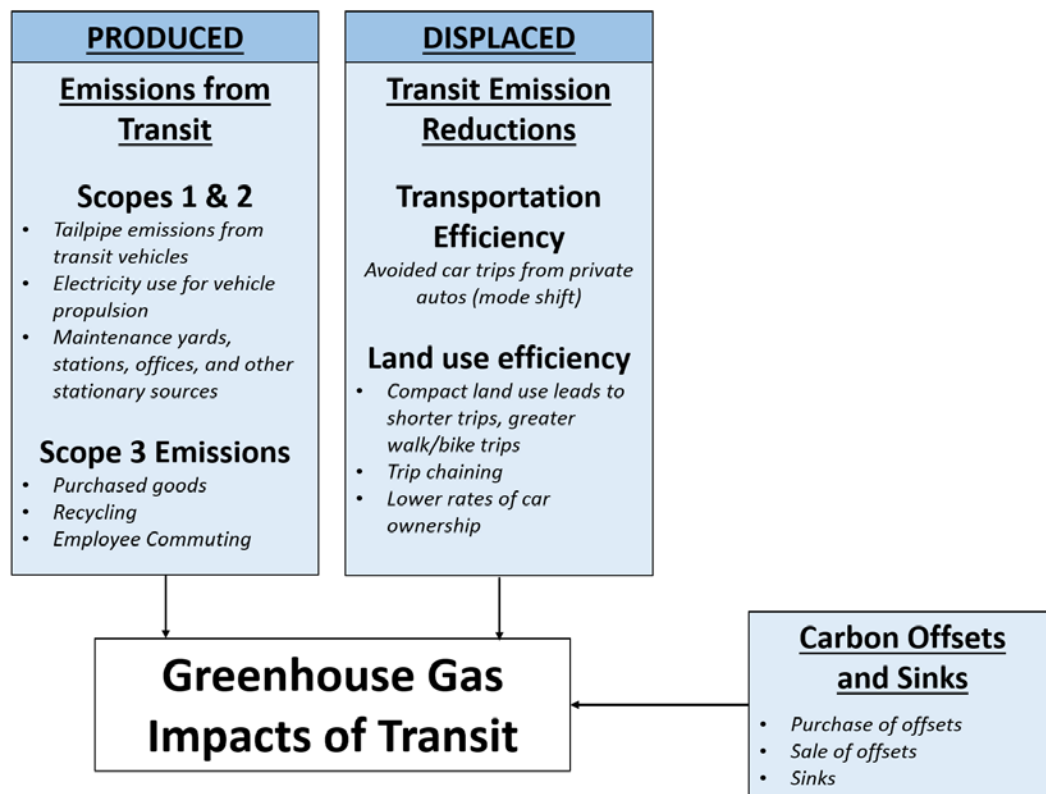 PRODUCED
Emissions from
Transit
Scopes 1 & 2
• Tailpipe emissions from
transit vehicles
• Electricity use for vehicle
propulsion
• Maintenance yards,
stations, offices, and other
stationary sources
Scope 3 Emissions
• Purchased goods
• Recycling
• Employee Commuting
DISPLACED
Transit Emission
Reductions
Transportation
Efficiency
Avoided car trips from private
autos (mode shift)
Land use efficiency
• Compact land use leads to
shorter trips, greater
walk/bike trips
• Trip chaining
• Lower rates of car
ownership
Greenhouse Gas
Impacts of Transit
Carbon Offsets
and Sinks
• Purchase of offsets
• Sale of offsets
• Sinks